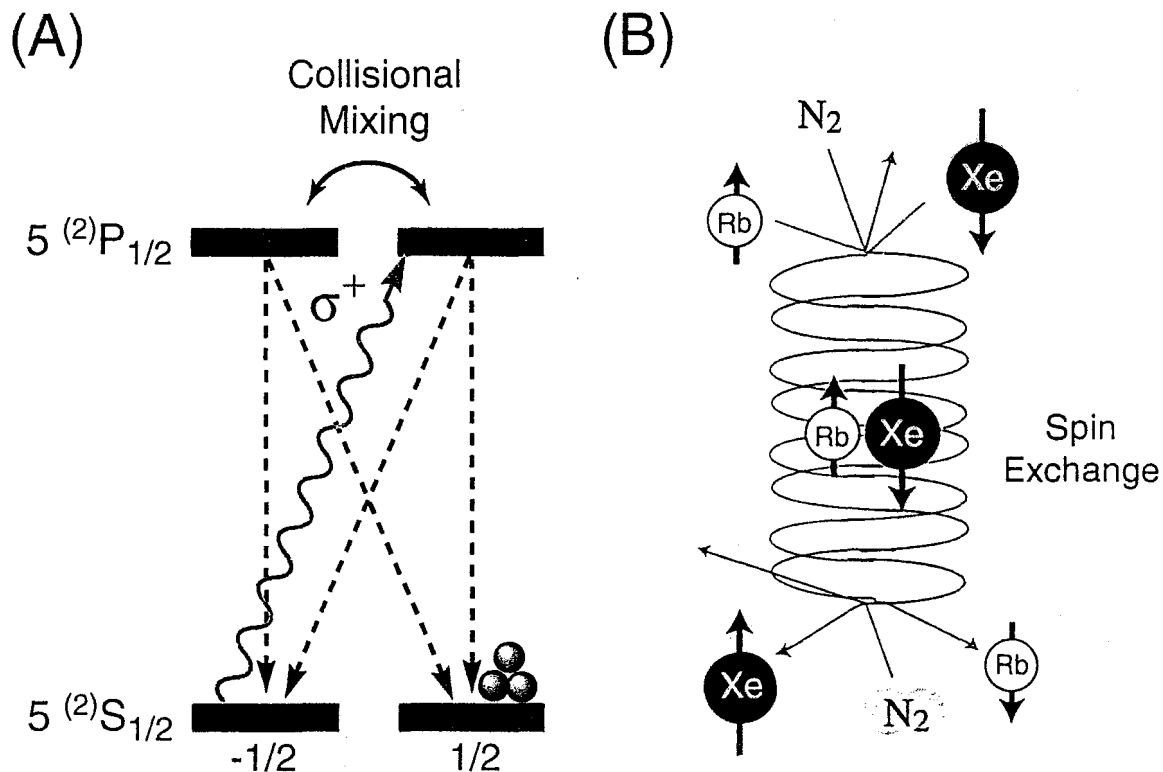 (A)
Collisional
Mixing
5 (2)P1/2
σ+
5 (2)S1/2
-1/2
1/2
(B)
N2
Xe
Rb
Rb
Xe
Spin
Exchange
Xe
N2
Rb